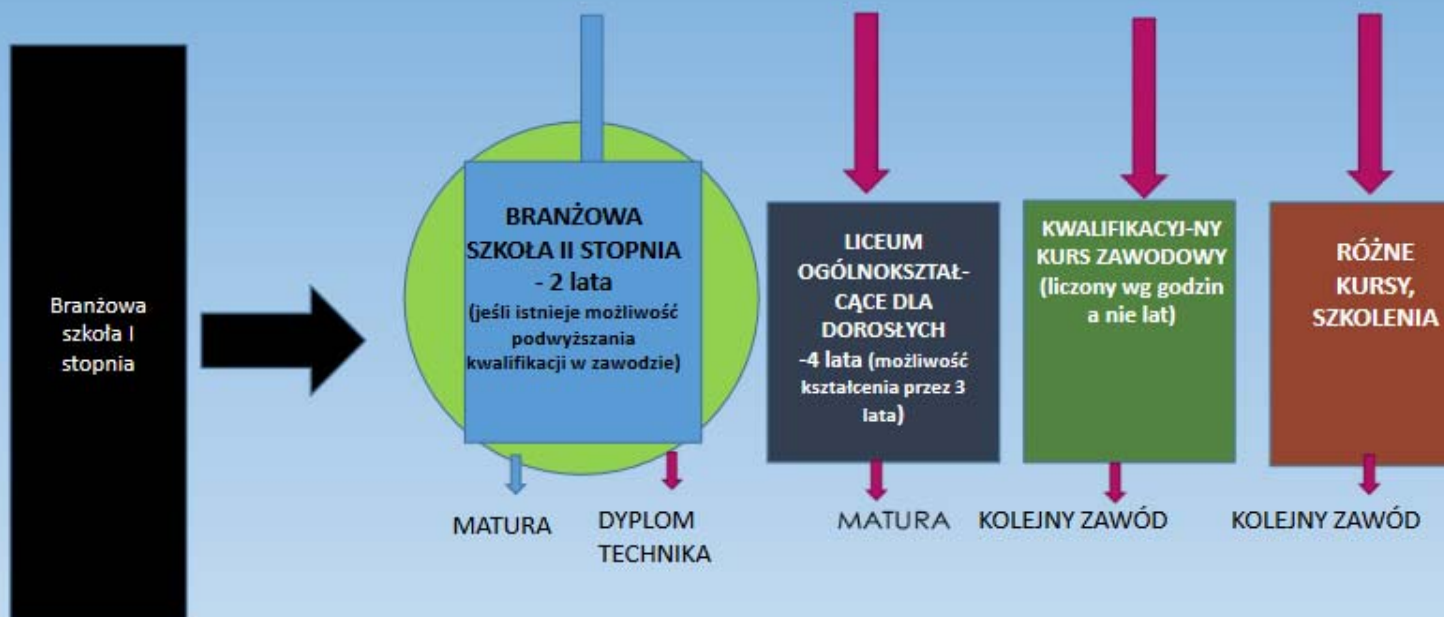 Branżowa
szkoła I
stopnia
BRANŻOWA
SZKOŁA II STOPNIA
- 2 lata
(jeśli istnieje możliwość
podwyższania
kwalifikacji w zawodzie)
MATURA
DYPLOM
TECHNIKA
LICEUM
OGÓLNOKSZTAŁ-
CĄCE DLA
DOROSŁYCH
-4 lata (możliwość
kształcenia przez 3
lata)
MATURA
KWALIFIKACYJ-NY
KURS ZAWODOWY
(liczony wg godzin
a nie lat)
KOLEJNY ZAWÓD
RÓŻNE
KURSY,
SZKOLENIA
KOLEJNY ZAWÓD